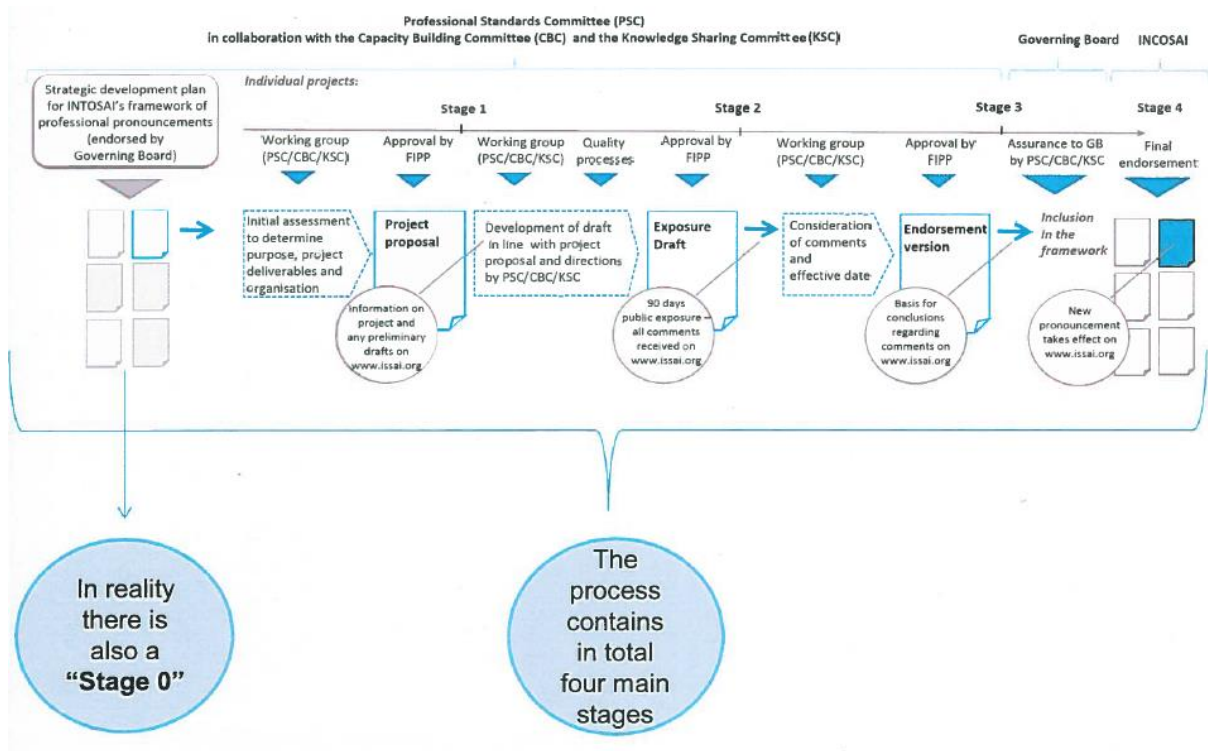 Professional Standards Committee (PSC)
in collaboration with the Capacity Building Committee (CBC) and the Knowledge Sharing Committee (KSC)
Governing Board
INCOSAI
Strategic development plan
for INTOSAI's framework of
professional pronouncements
(endorsed by
Governing Board)
Individual projects:
Stage 1
Stage 2
Stage 3
Stage 4
Working group
(PSC/CBC/KSC)
Approval by
FIPP
Working group
(PSC/CBC/KSC)
Quality
processes
Approval by
FIPP
Working group
(PSC/CBC/KSC)
Approval by
FIPP
Assurance to GB
by PSC/CBC/KSC
Final
endorsement
Initial assessment
to determine
purpose, project
deliverables and
organisation
Project
proposal
Information on
project and
any preliminary
drafts on
www.issai.org
Development of draft
in line with project
proposal and directions
by PSC/CBC/KSC
Exposure
Draft
90 days
public exposure –
all comments
received on
www.issai.org
Consideration
of comments
and
effective date
Endorsement
version
Basis for
conclusions
regarding
comments on
www.issai.org
Inclusion
in the
framework
New
pronouncement
takes effect on
www.issai.org
In reality
there is
also a
"Stage 0"
The
process
contains
in total
four main
stages